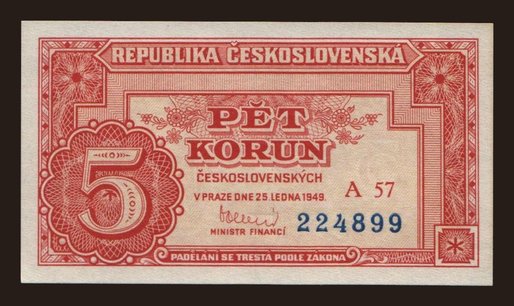 REPUBLIKA ČESKOSLOVENSKÁ
PĚT
KORUN
ČESKOSLOVENSKÝCH
V PRAZE DNE 25. LEDNA 1949.
A 57
5
224899
MINISTR FINANCÍ
PADĚLÁNÍ SE TRESTÁ PODLE ZÁKONA